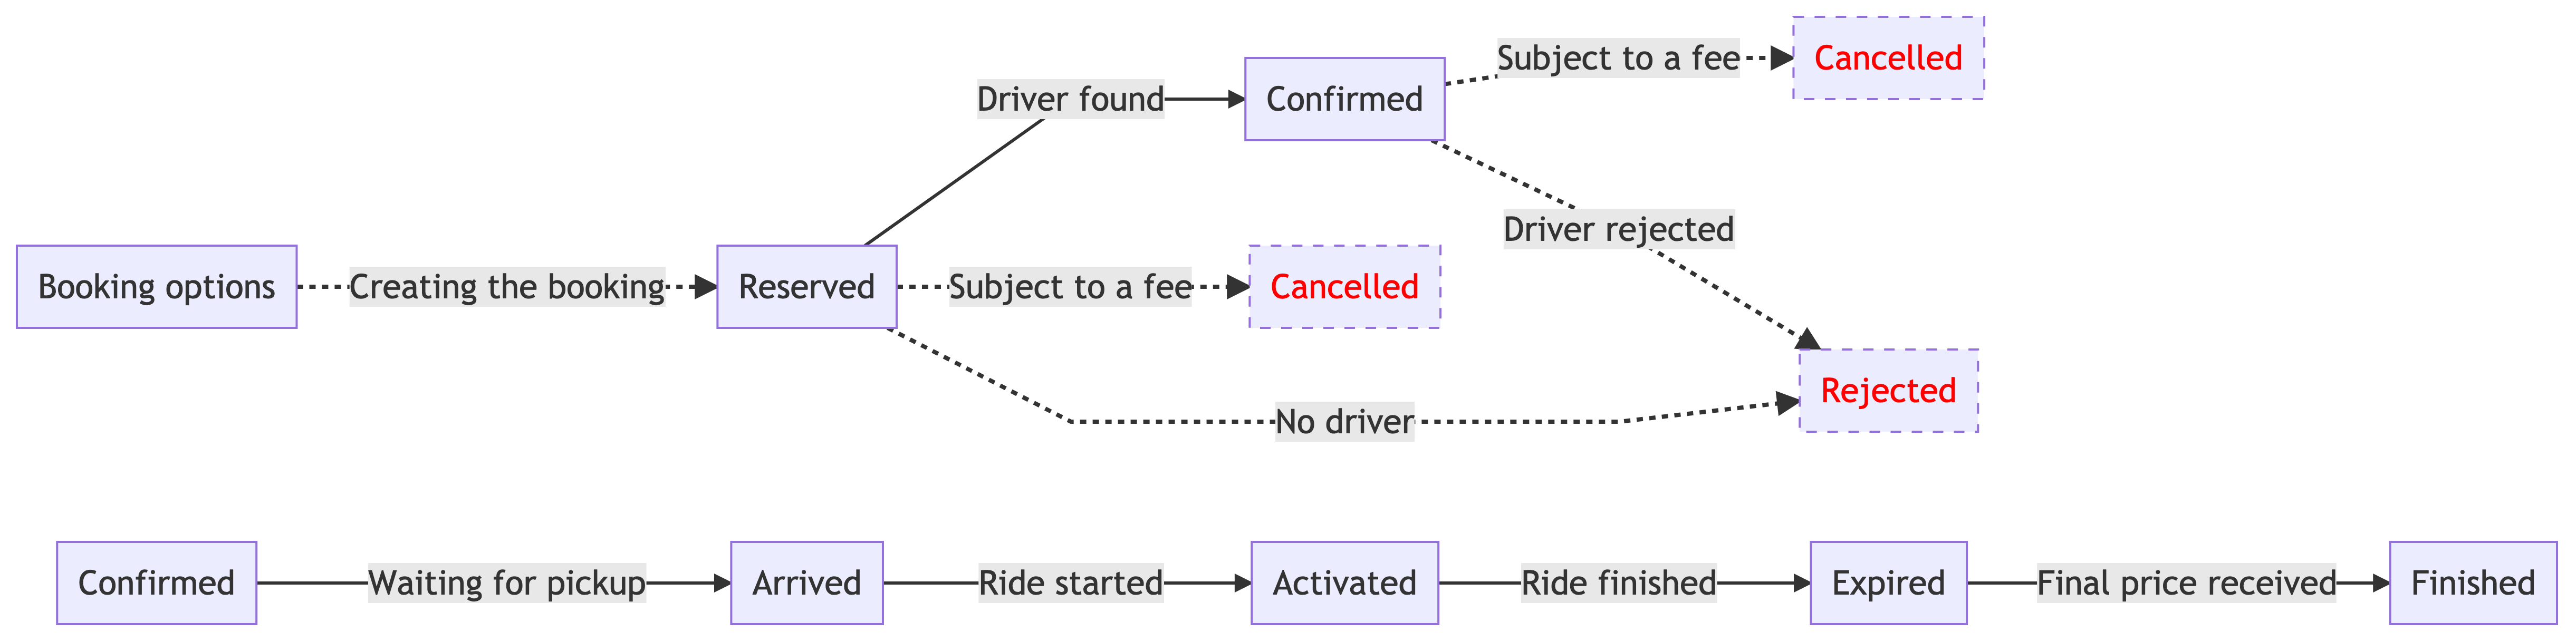 Subject to a fee
Cancelled
Driver found
Confirmed
Driver rejected
Booking options
Creating the booking
Reserved
Subject to a fee
Cancelled
Rejected
No driver
Confirmed
Waiting for pickup
Arrived
Ride started
Activated
Ride finished
Expired
Final price received
Finished